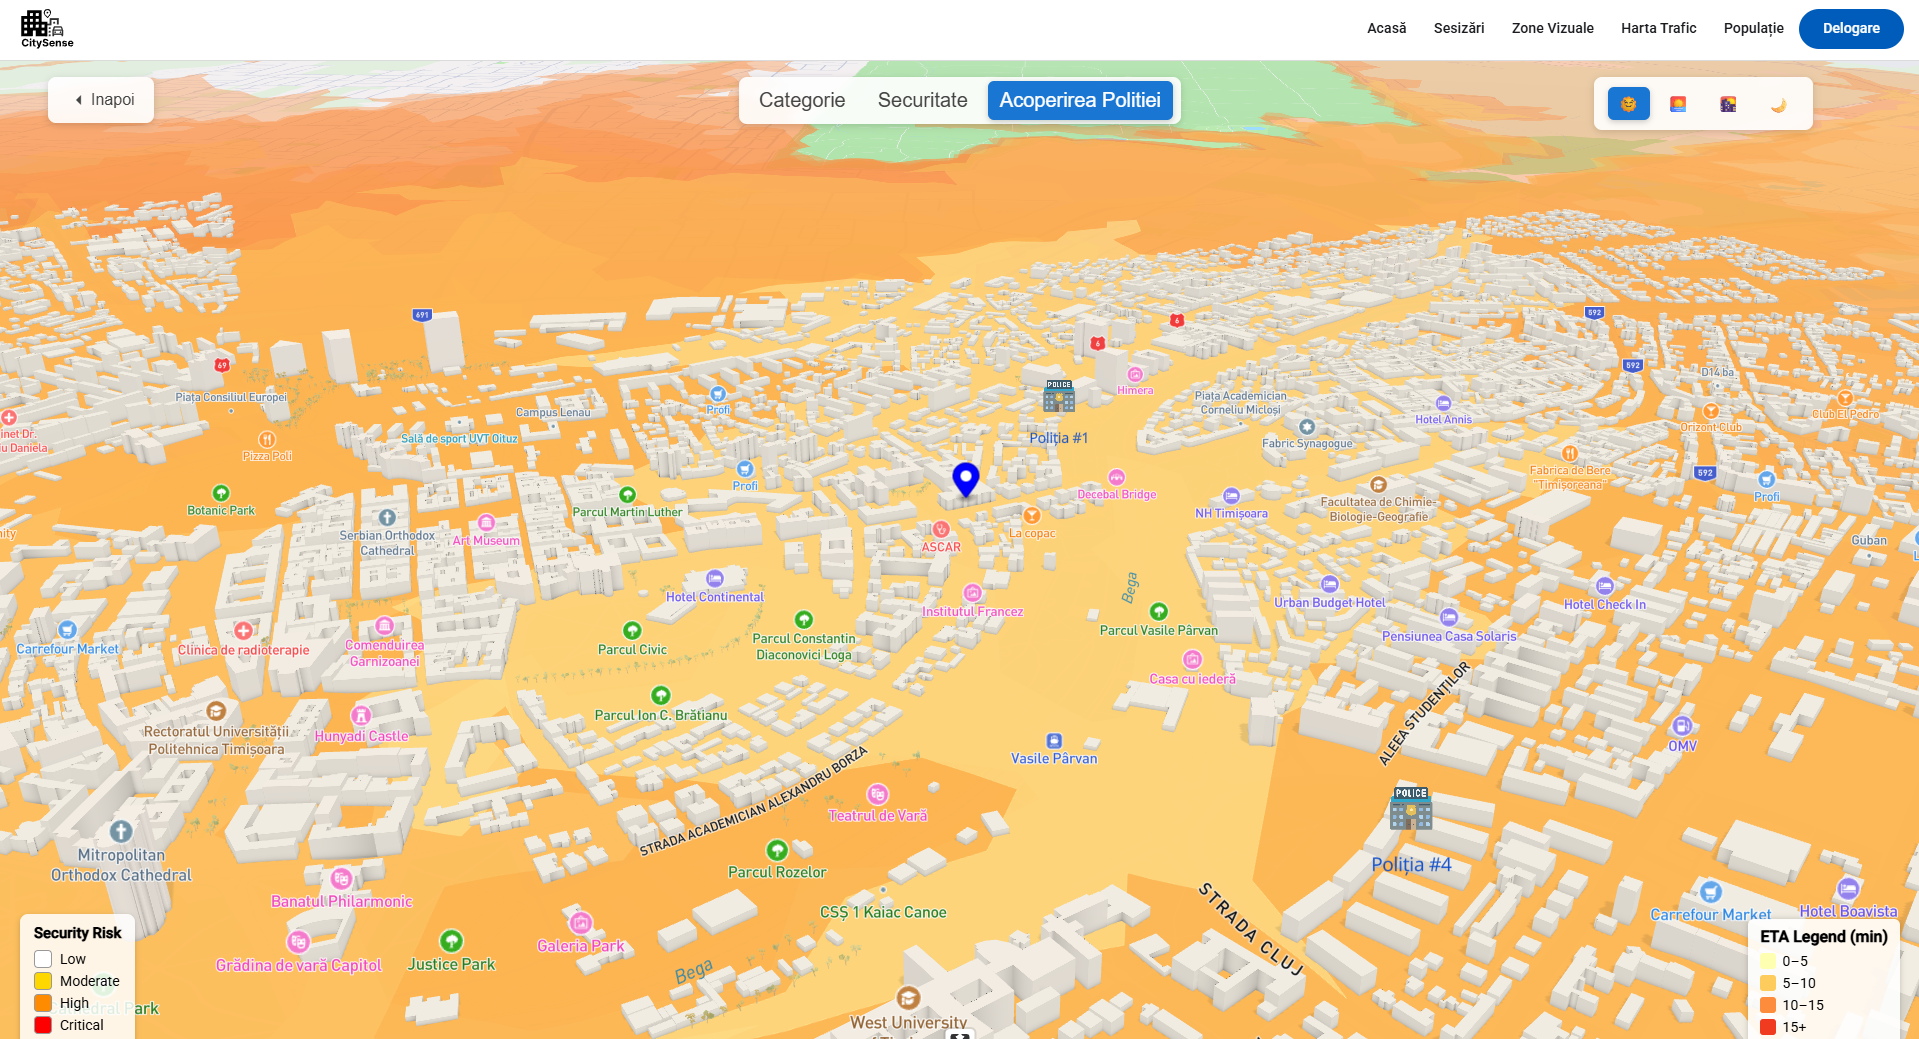 CitySense
Acasă
Sesizări
Zone Vizuale
Harta Trafic
Populație
Delogare
Inapoi
Categorie
Securitate
Acoperirea Politiei
691
69
6
6
592
592
592
Piața Consiliul Europei
Campus Lenau
Sală de sport UVT Oituz
Profi
POLICE
Poliția #1
Himera
Piața Academician
Corneliu Micloși
Fabric Synagogue
Hotel Annis
D14 ba.
Orizont Club
Club El Pedro
inet Dr.
iu Daniela
Pizza Poli
Botanic Park
Serbian Orthodox
Cathedral
Art Museum
Parcul Martin Luther
Profi
ASCAR
La copac
Decebal Bridge
NH Timișoara
Facultatea de Chimie-
Biologie-Geografie
Fabrica de Bere
"Timișoreana"
Profi
Guban
Hotel Continental
Institutul Francez
Bega
Parcul Vasile Pârvan
Urban Budget Hotel
Hotel Check In
Pensiunea Casa Solaris
Carrefour Market
Clinica de radioterapie
Comenduirea
Garnizoanei
Parcul Civic
Parcul Constantin
Diaconovici Loga
Casa cu iederă
ALEEA STUDENȚILOR
Rectoratul Universității
Politehnica Timișoara
Hunyadi Castle
Parcul Ion C. Brătianu
Vasile Pârvan
OMV
STRADA ACADEMICIAN ALEXANDRU BORZA
Teatrul de Vară
POLICE
Poliția #4
Mitropolitan
Orthodox Cathedral
Banatul Philarmonic
Parcul Rozelor
CSȘ 1 Kaiac Canoe
STRADA CLUJ
Carrefour Market
Hotel Boavista
Grădina de vară Capitol
Justice Park
Galeria Park
Bega
West University
Security Risk
Low
Moderate
High
Critical
Park
ETA Legend (min)
0–5
5–10
10–15
15+